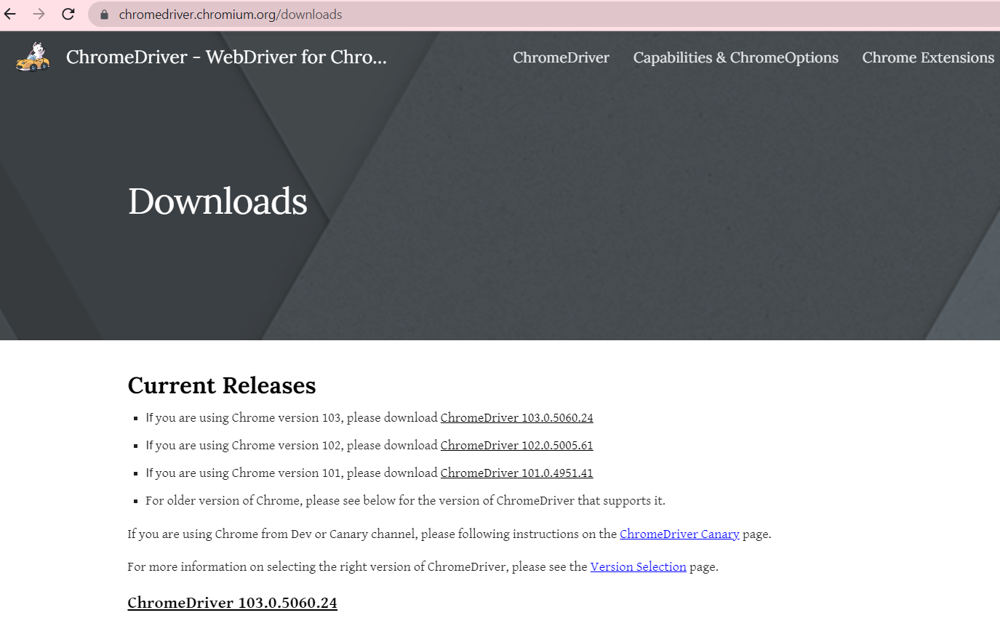 chromedriver.chromium.org/downloads
ChromeDriver - WebDriver for Chro...
ChromeDriver
Capabilities & ChromeOptions
Chrome Extensions
Downloads
Current Releases
If you are using Chrome version 103, please download ChromeDriver 103.0.5060.24
If you are using Chrome version 102, please download ChromeDriver 102.0.5005.61
If you are using Chrome version 101, please download ChromeDriver 101.0.4951.41
For older version of Chrome, please see below for the version of ChromeDriver that supports it.
If you are using Chrome from Dev or Canary channel, please following instructions on the ChromeDriver Canary page.
For more information on selecting the right version of ChromeDriver, please see the Version Selection page.
ChromeDriver 103.0.5060.24